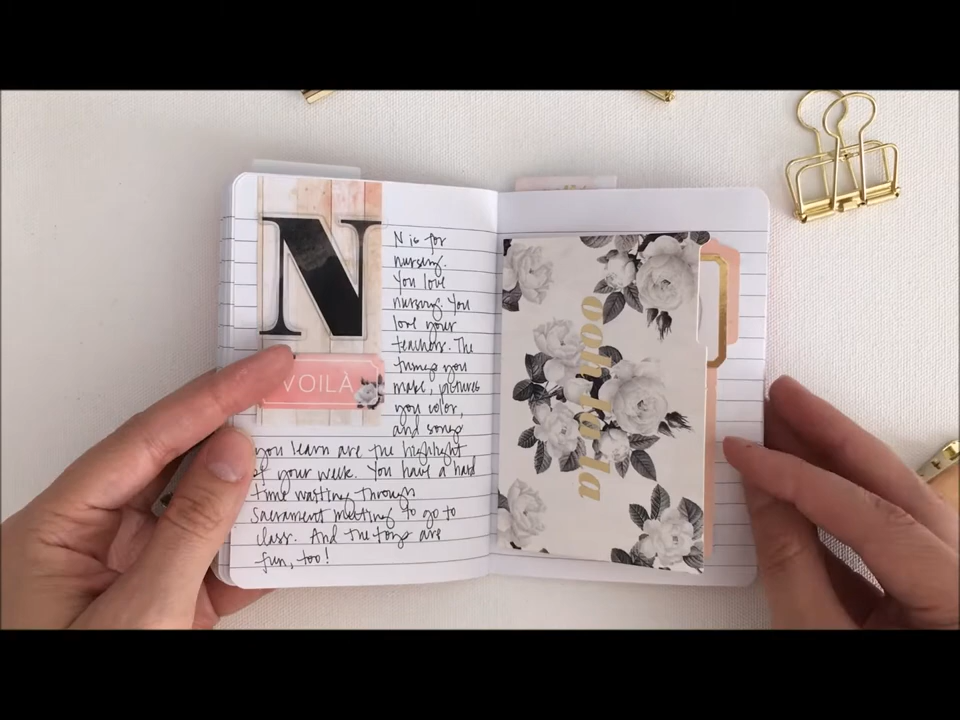 N
VOILÀ
N is for
nursery.
You love
nursery. You
love your
teachers. The
things you
make, pictures
you color,
and songs
you learn are the highlight
of your week. You have a hard
time waiting through
Sacrament meeting to go to
class. And the toys are
fun, too!